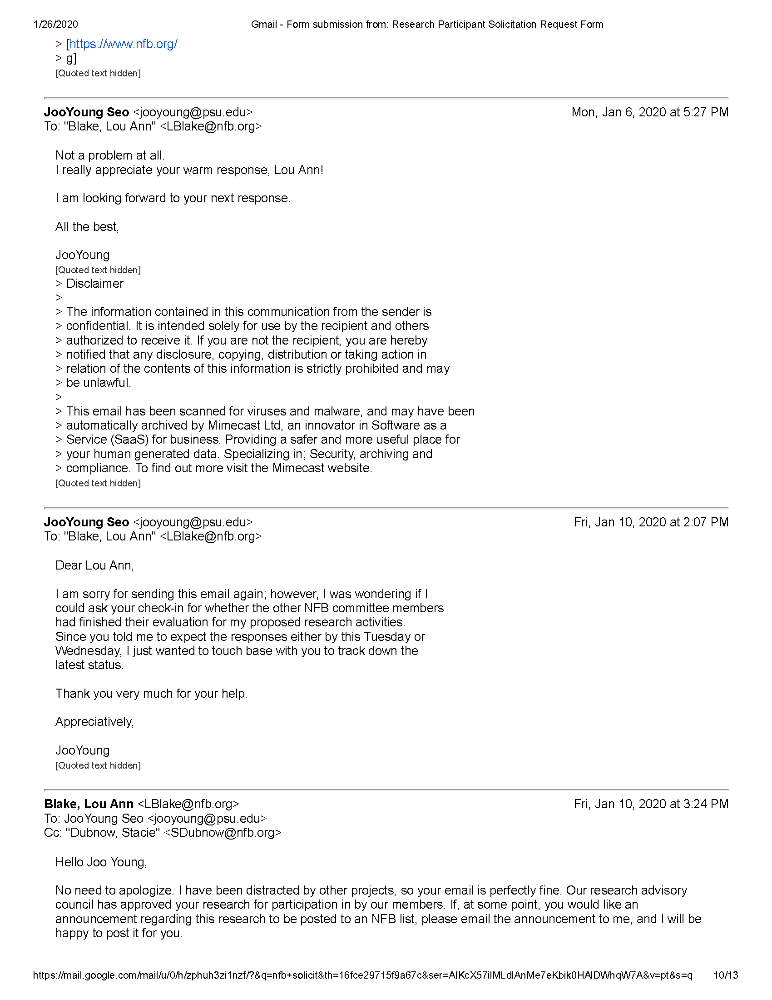 1/26/2020 Gmail - Form submission from: Research Participant Solicitation Request Form
> [https://www.nfb.org/
> g]
[Quoted text hidden]
JooYoung Seo <jooyoung@psu.edu> Mon, Jan 6, 2020 at 5:27 PM
To: "Blake, Lou Ann" <LBlake@nfb.org>
Not a problem at all.
I really appreciate your warm response, Lou Ann!
I am looking forward to your next response.
All the best,
JooYoung
[Quoted text hidden]
> Disclaimer
>
> The information contained in this communication from the sender is
> confidential. It is intended solely for use by the recipient and others
> authorized to receive it. If you are not the recipient, you are hereby
> notified that any disclosure, copying, distribution or taking action in
> relation of the contents of this information is strictly prohibited and may
> be unlawful.
>
> This email has been scanned for viruses and malware, and may have been
> automatically archived by Mimecast Ltd, an innovator in Software as a
> Service (SaaS) for business. Providing a safer and more useful place for
> your human generated data. Specializing in; Security, archiving and
> compliance. To find out more visit the Mimecast website.
[Quoted text hidden]
JooYoung Seo <jooyoung@psu.edu> Fri, Jan 10, 2020 at 2:07 PM
To: "Blake, Lou Ann" <LBlake@nfb.org>
Dear Lou Ann,
I am sorry for sending this email again; however, I was wondering if I
could ask your check-in for whether the other NFB committee members
had finished their evaluation for my proposed research activities.
Since you told me to expect the responses either by this Tuesday or
Wednesday, I just wanted to touch base with you to track down the
latest status.
Thank you very much for your help.
Appreciatively,
JooYoung
[Quoted text hidden]
Blake, Lou Ann <LBlake@nfb.org> Fri, Jan 10, 2020 at 3:24 PM
To: JooYoung Seo <jooyoung@psu.edu>
Cc: "Dubnow, Stacie" <SDubnow@nfb.org>
Hello Joo Young,
No need to apologize. I have been distracted by other projects, so your email is perfectly fine. Our research advisory
council has approved your research for participation in by our members. If, at some point, you would like an
announcement regarding this research to be posted to an NFB list, please email the announcement to me, and I will be
happy to post it for you.
https://mail.google.com/mail/u/0/h/zphuh3zi1nzf/?&q=nfb+solicit&th=16fce29715f9a67c&ser=AIKcX57ilMLdlAnMe7eKbik0HAIDWhqW7A&v=pt&s=q 10/13